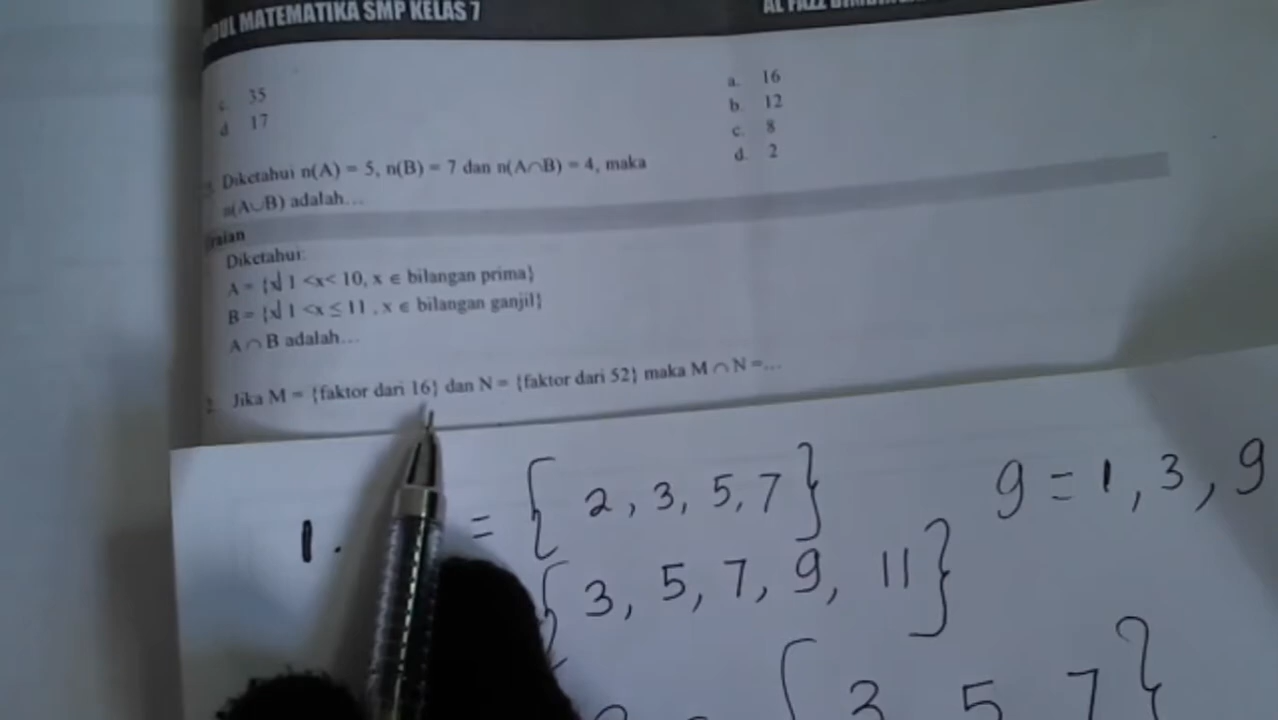 MATEMATIKA SMP KELAS 7
c. 35
d. 17
a. 16
b. 12
c. 8
d. 2
Diketahui n(A) = 5, n(B) = 7 dan n(A∩B) = 4, maka
n(A∪B) adalah…
Diketahui:
A = {x| 1 <x< 10, x ∈ bilangan prima}
B = {x| 1 <x ≤ 11 , x ∈ bilangan ganjil}
A ∩ B adalah…
2. Jika M = {faktor dari 16} dan N = {faktor dari 52} maka M ∩ N =…
1. = { 2, 3, 5, 7 }
9 = 1, 3, 9
{ 3, 5, 7, 9, 11 }
{ 3 5 7 }